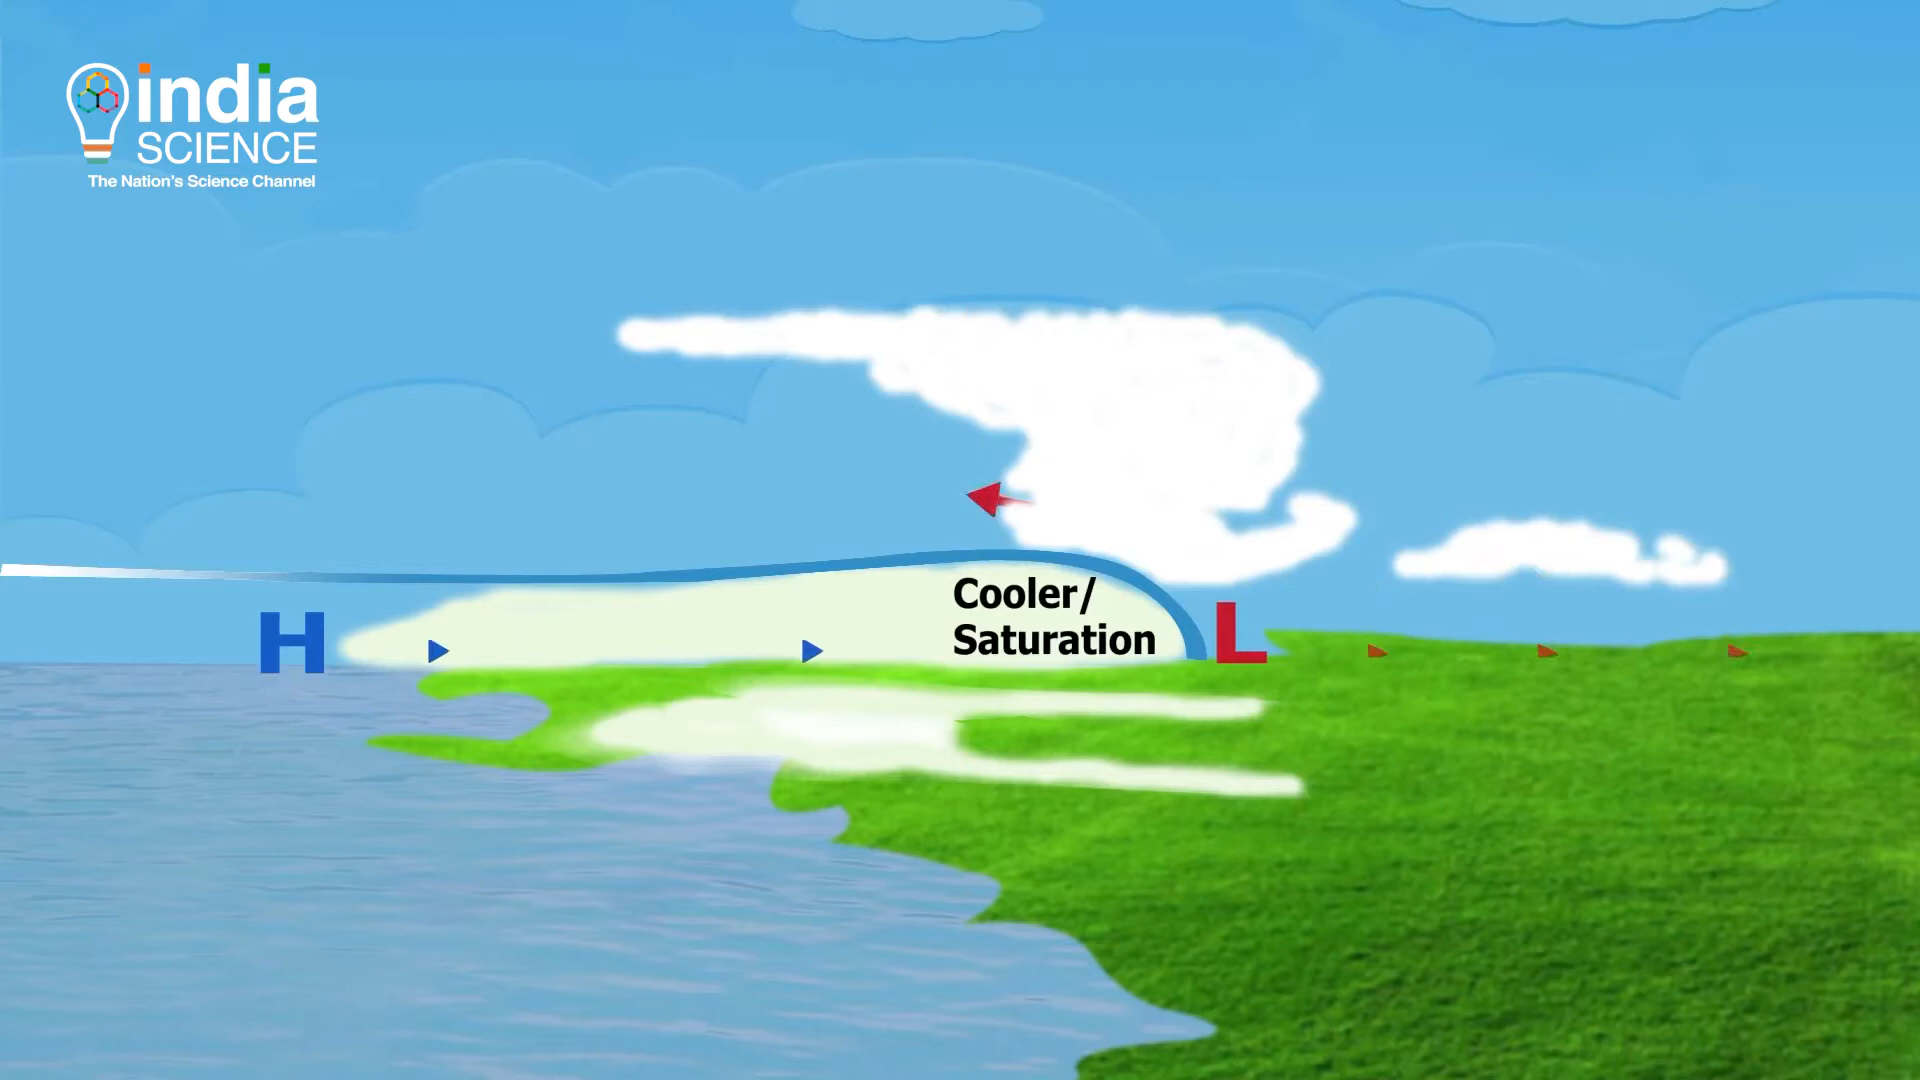 india
SCIENCE
The Nation's Science Channel
Cooler/
Saturation
H
L